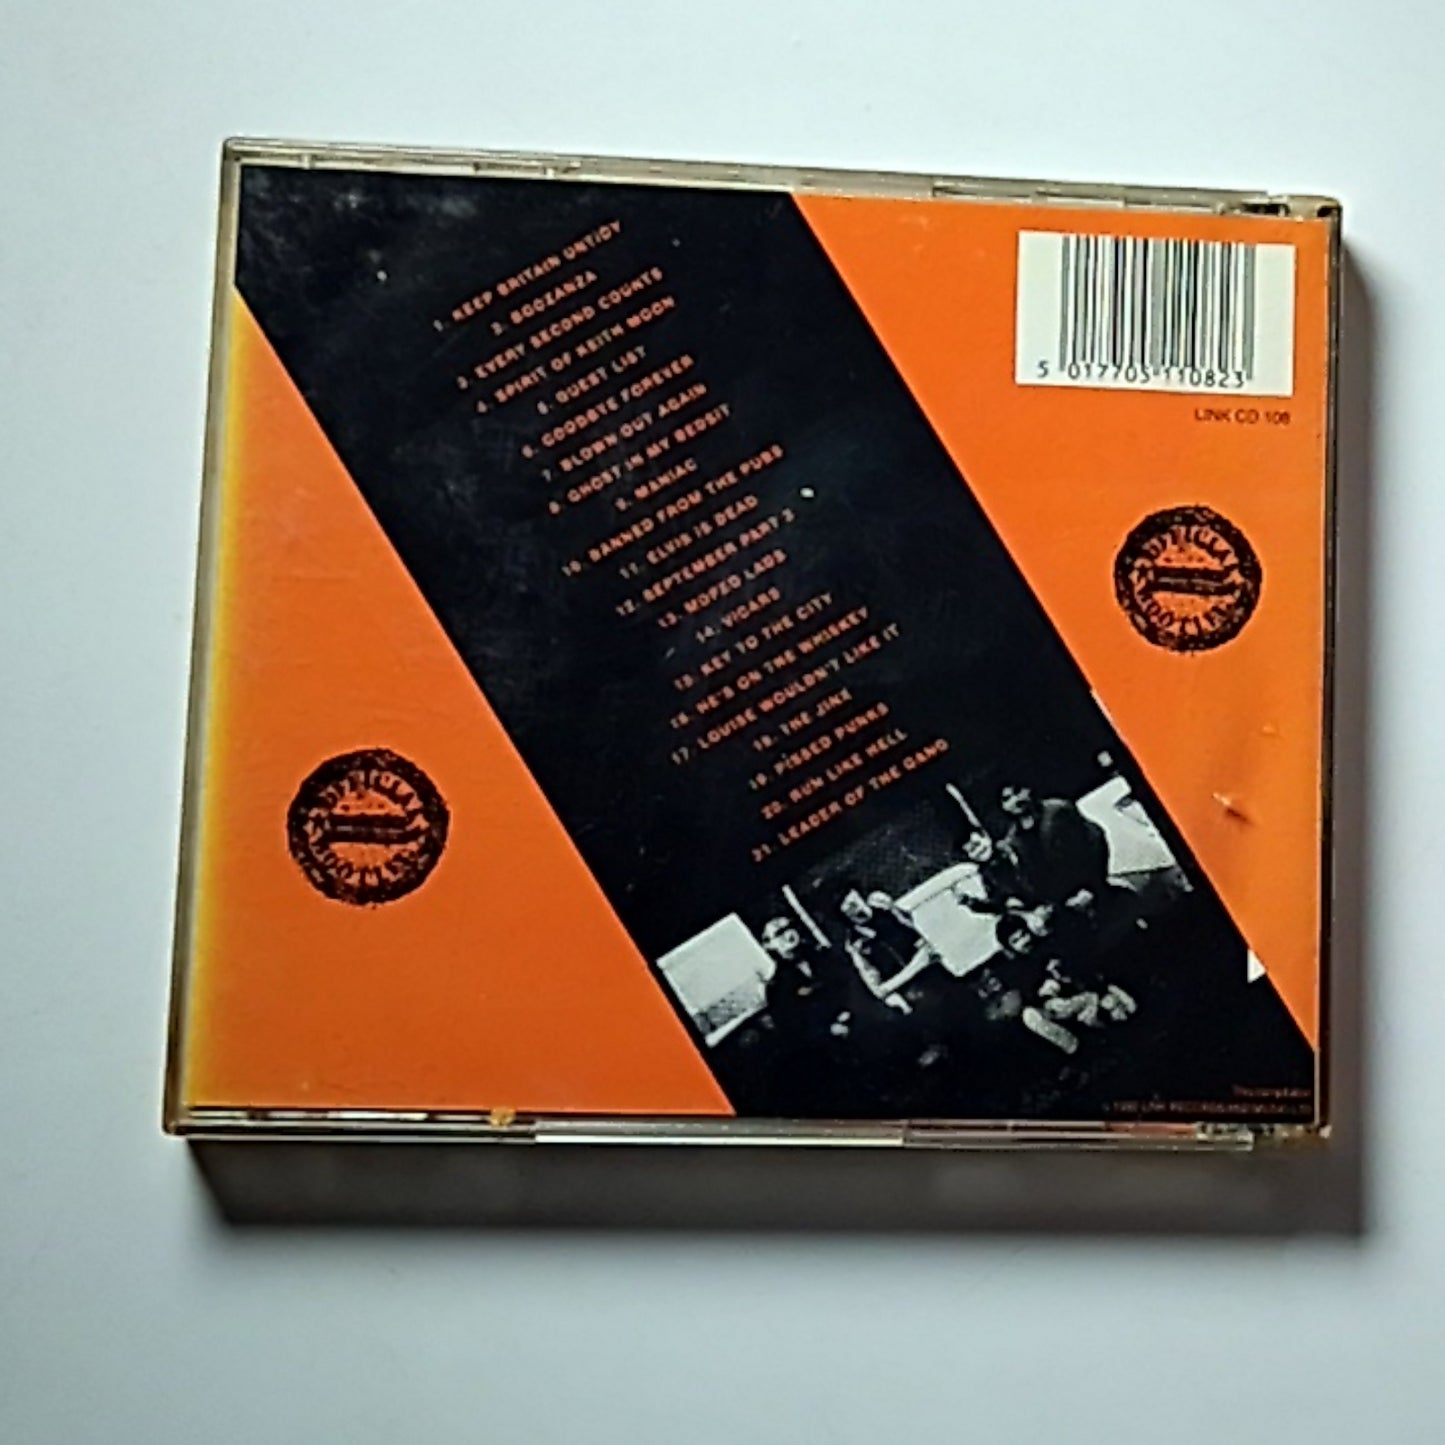 1. KEEP BRITAIN UNTIDY
2. BOOZANZA
3. EVERY SECOND COUNTS
4. SPIRIT OF KEITH MOON
5. GUEST LIST
6. GOODBYE FOREVER
7. BLOWN OUT AGAIN
8. GHOST IN MY BEDSIT
9. MANIAC
10. BANNED FROM THE PUBS
11. ELVIS IS DEAD
12. SEPTEMBER PART 2
13. MOPED LADS
14. VICARS
15. KEY TO THE CITY
16. HE'S ON THE WHISKEY
17. LOUISE WOULDN'T LIKE IT
18. THE JINX
19. PISSED PUNKS
20. RUN LIKE HELL
21. LEADER OF THE GANG
5 017705 110823
LINK CD 108
OFFICIAL
BOOTLEG
OFFICIAL
BOOTLEG